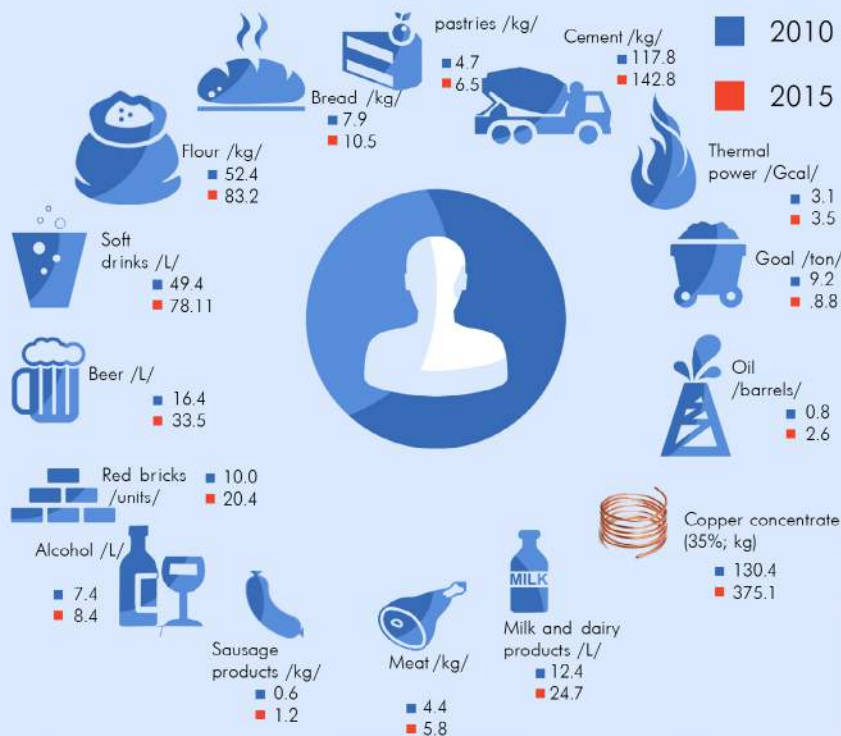 pastries /kg/
4.7
6.5
Cement /kg/
117.8
142.8
2010
2015
Bread /kg/
7.9
10.5
Flour /kg/
52.4
83.2
Thermal
power /Gcal/
3.1
3.5
Soft
drinks /L/
49.4
78.11
Goal /ton/
9.2
.8.8
Beer /L/
16.4
33.5
Oil
/barrels/
0.8
2.6
Red bricks
/units/
10.0
20.4
Copper concentrate
(35%; kg)
130.4
375.1
Alcohol /L/
7.4
8.4
MILK
Milk and dairy
products /L/
12.4
24.7
Sausage
products /kg/
0.6
1.2
Meat /kg/
4.4
5.8